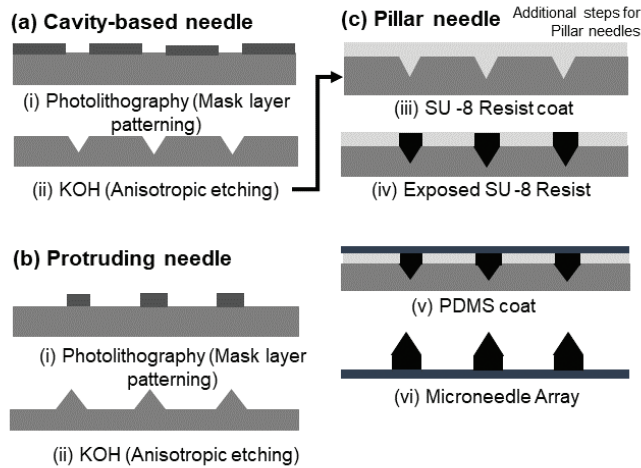 (a) Cavity-based needle
(i) Photolithography (Mask layer
patterning)
(ii) KOH (Anisotropic etching)
(b) Protruding needle
(i) Photolithography (Mask layer
patterning)
(ii) KOH (Anisotropic etching)
(c) Pillar needle
Additional steps for
Pillar needles
(iii) SU -8 Resist coat
(iv) Exposed SU -8 Resist
(v) PDMS coat
(vi) Microneedle Array